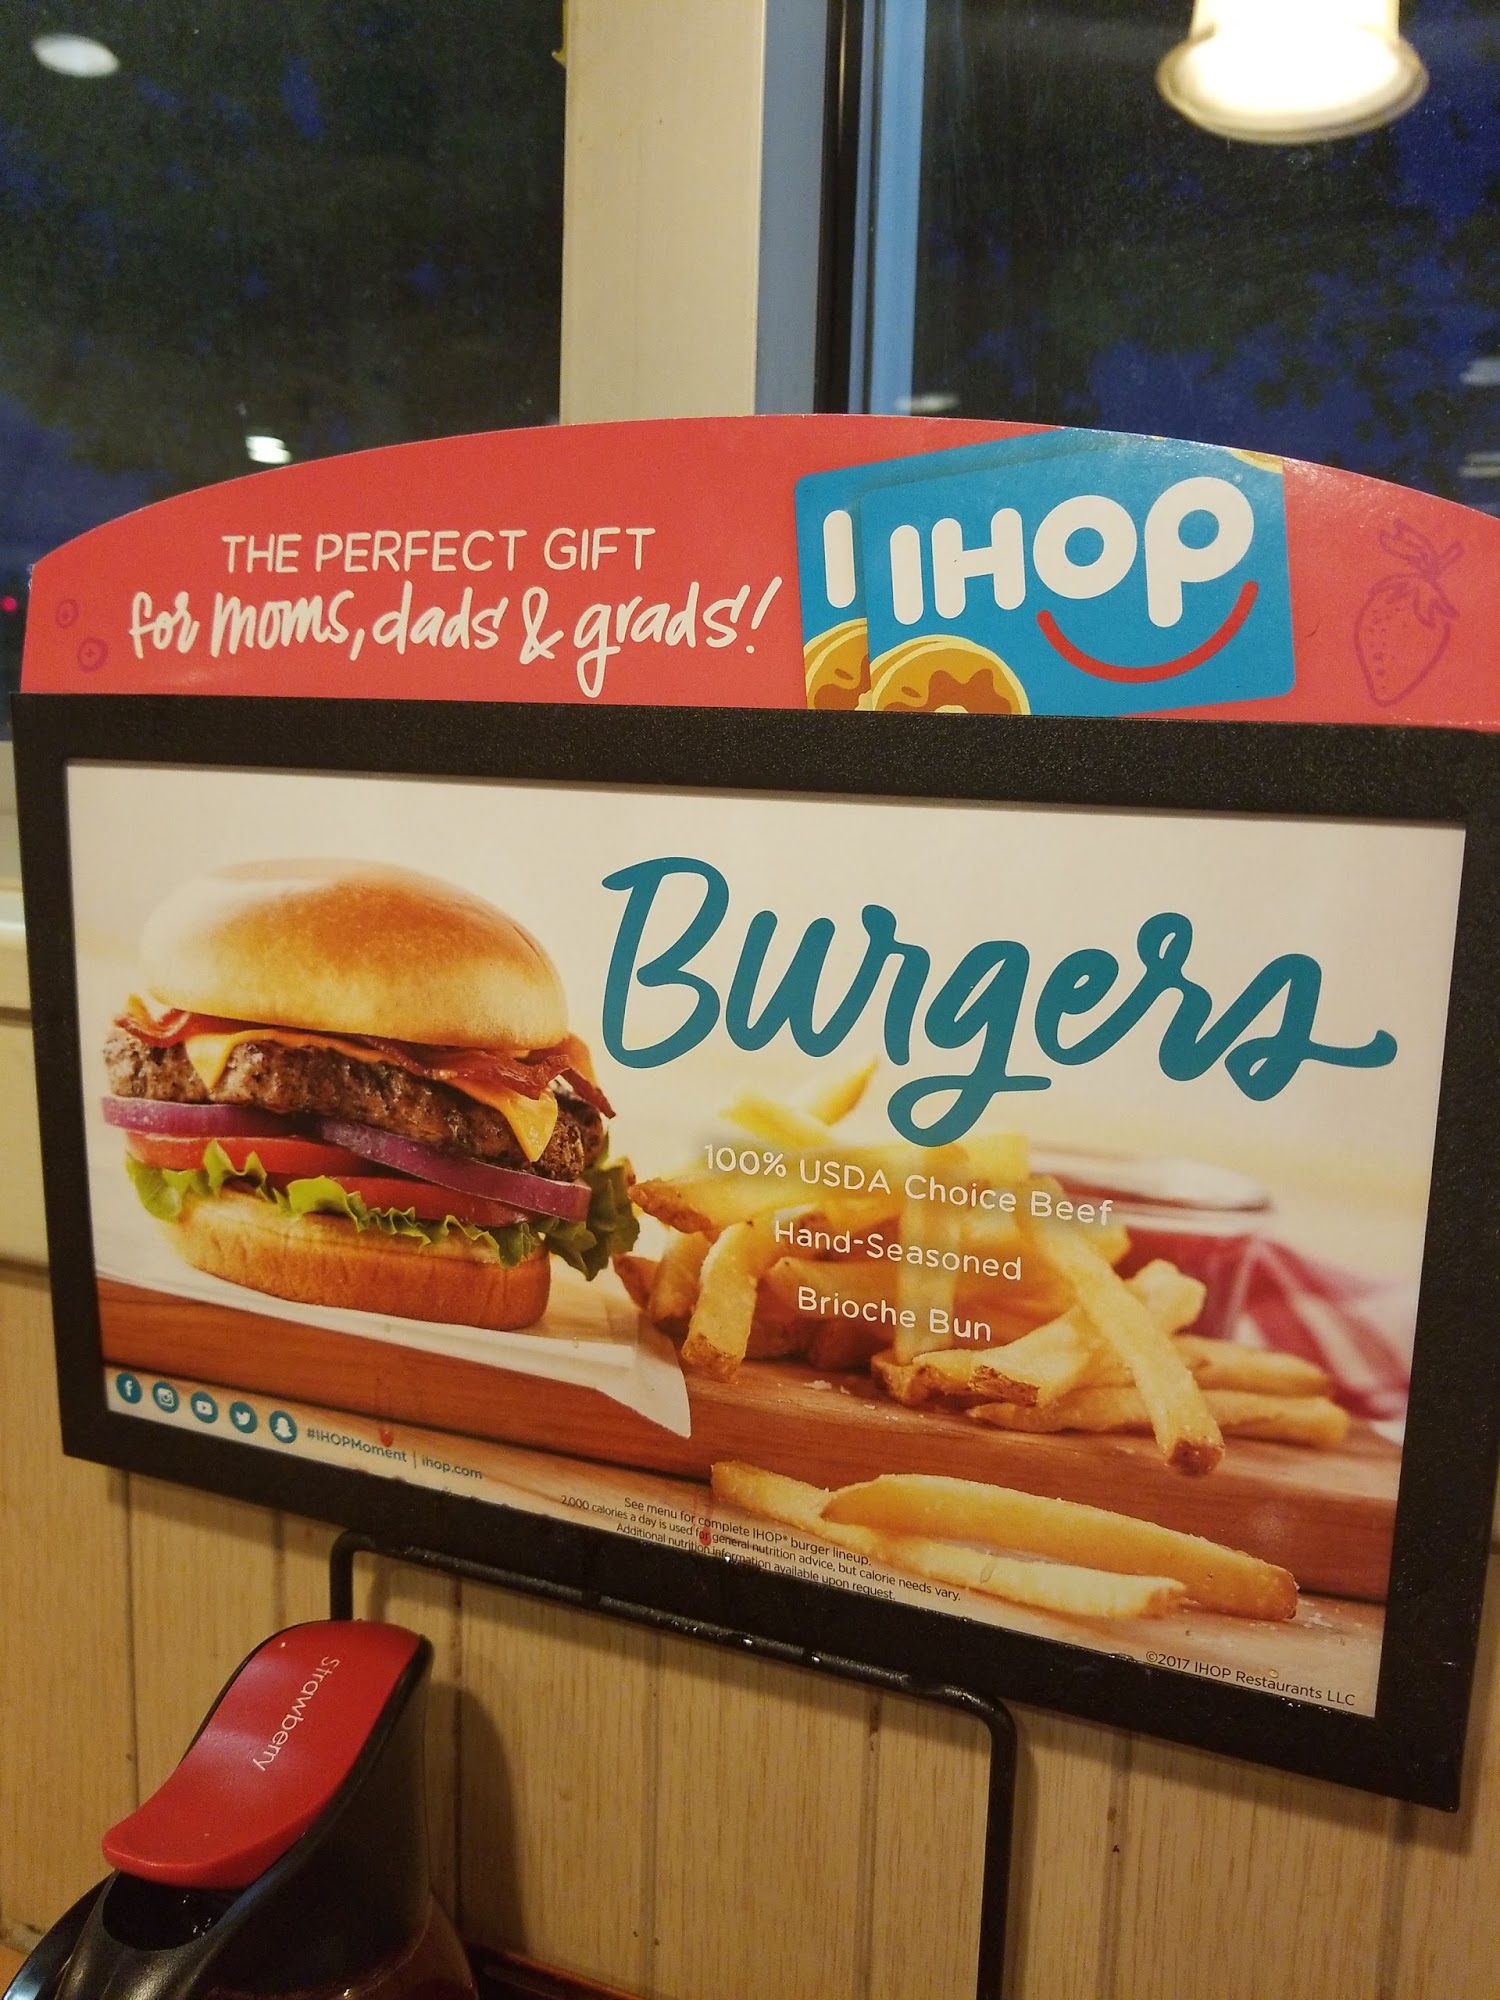 THE PERFECT GIFT
for moms, dads & grads!
I
IHOP
Burgers
100% USDA Choice Beef
Hand-Seasoned
Brioche Bun
#IHOPMoment | ihop.com
See menu for complete IHOP® burger lineup.
2,000 calories a day is used for general nutrition advice, but calorie needs vary.
Additional nutrition information available upon request.
©2017 IHOP Restaurants LLC
Strawberry